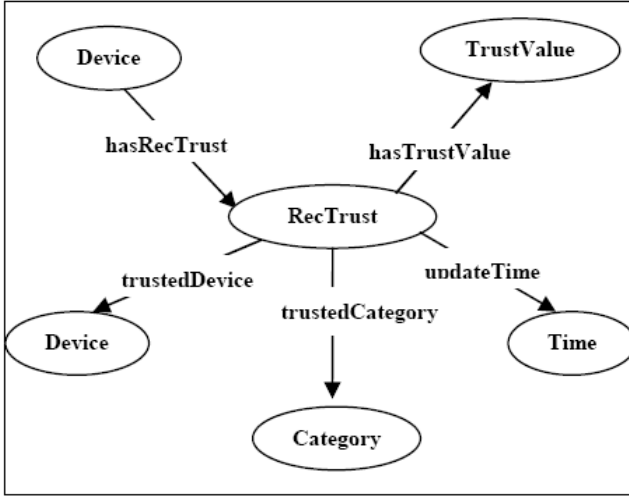 Device
TrustValue
hasRecTrust
hasTrustValue
RecTrust
trustedDevice
updateTime
trustedCategory
Device
Time
Category